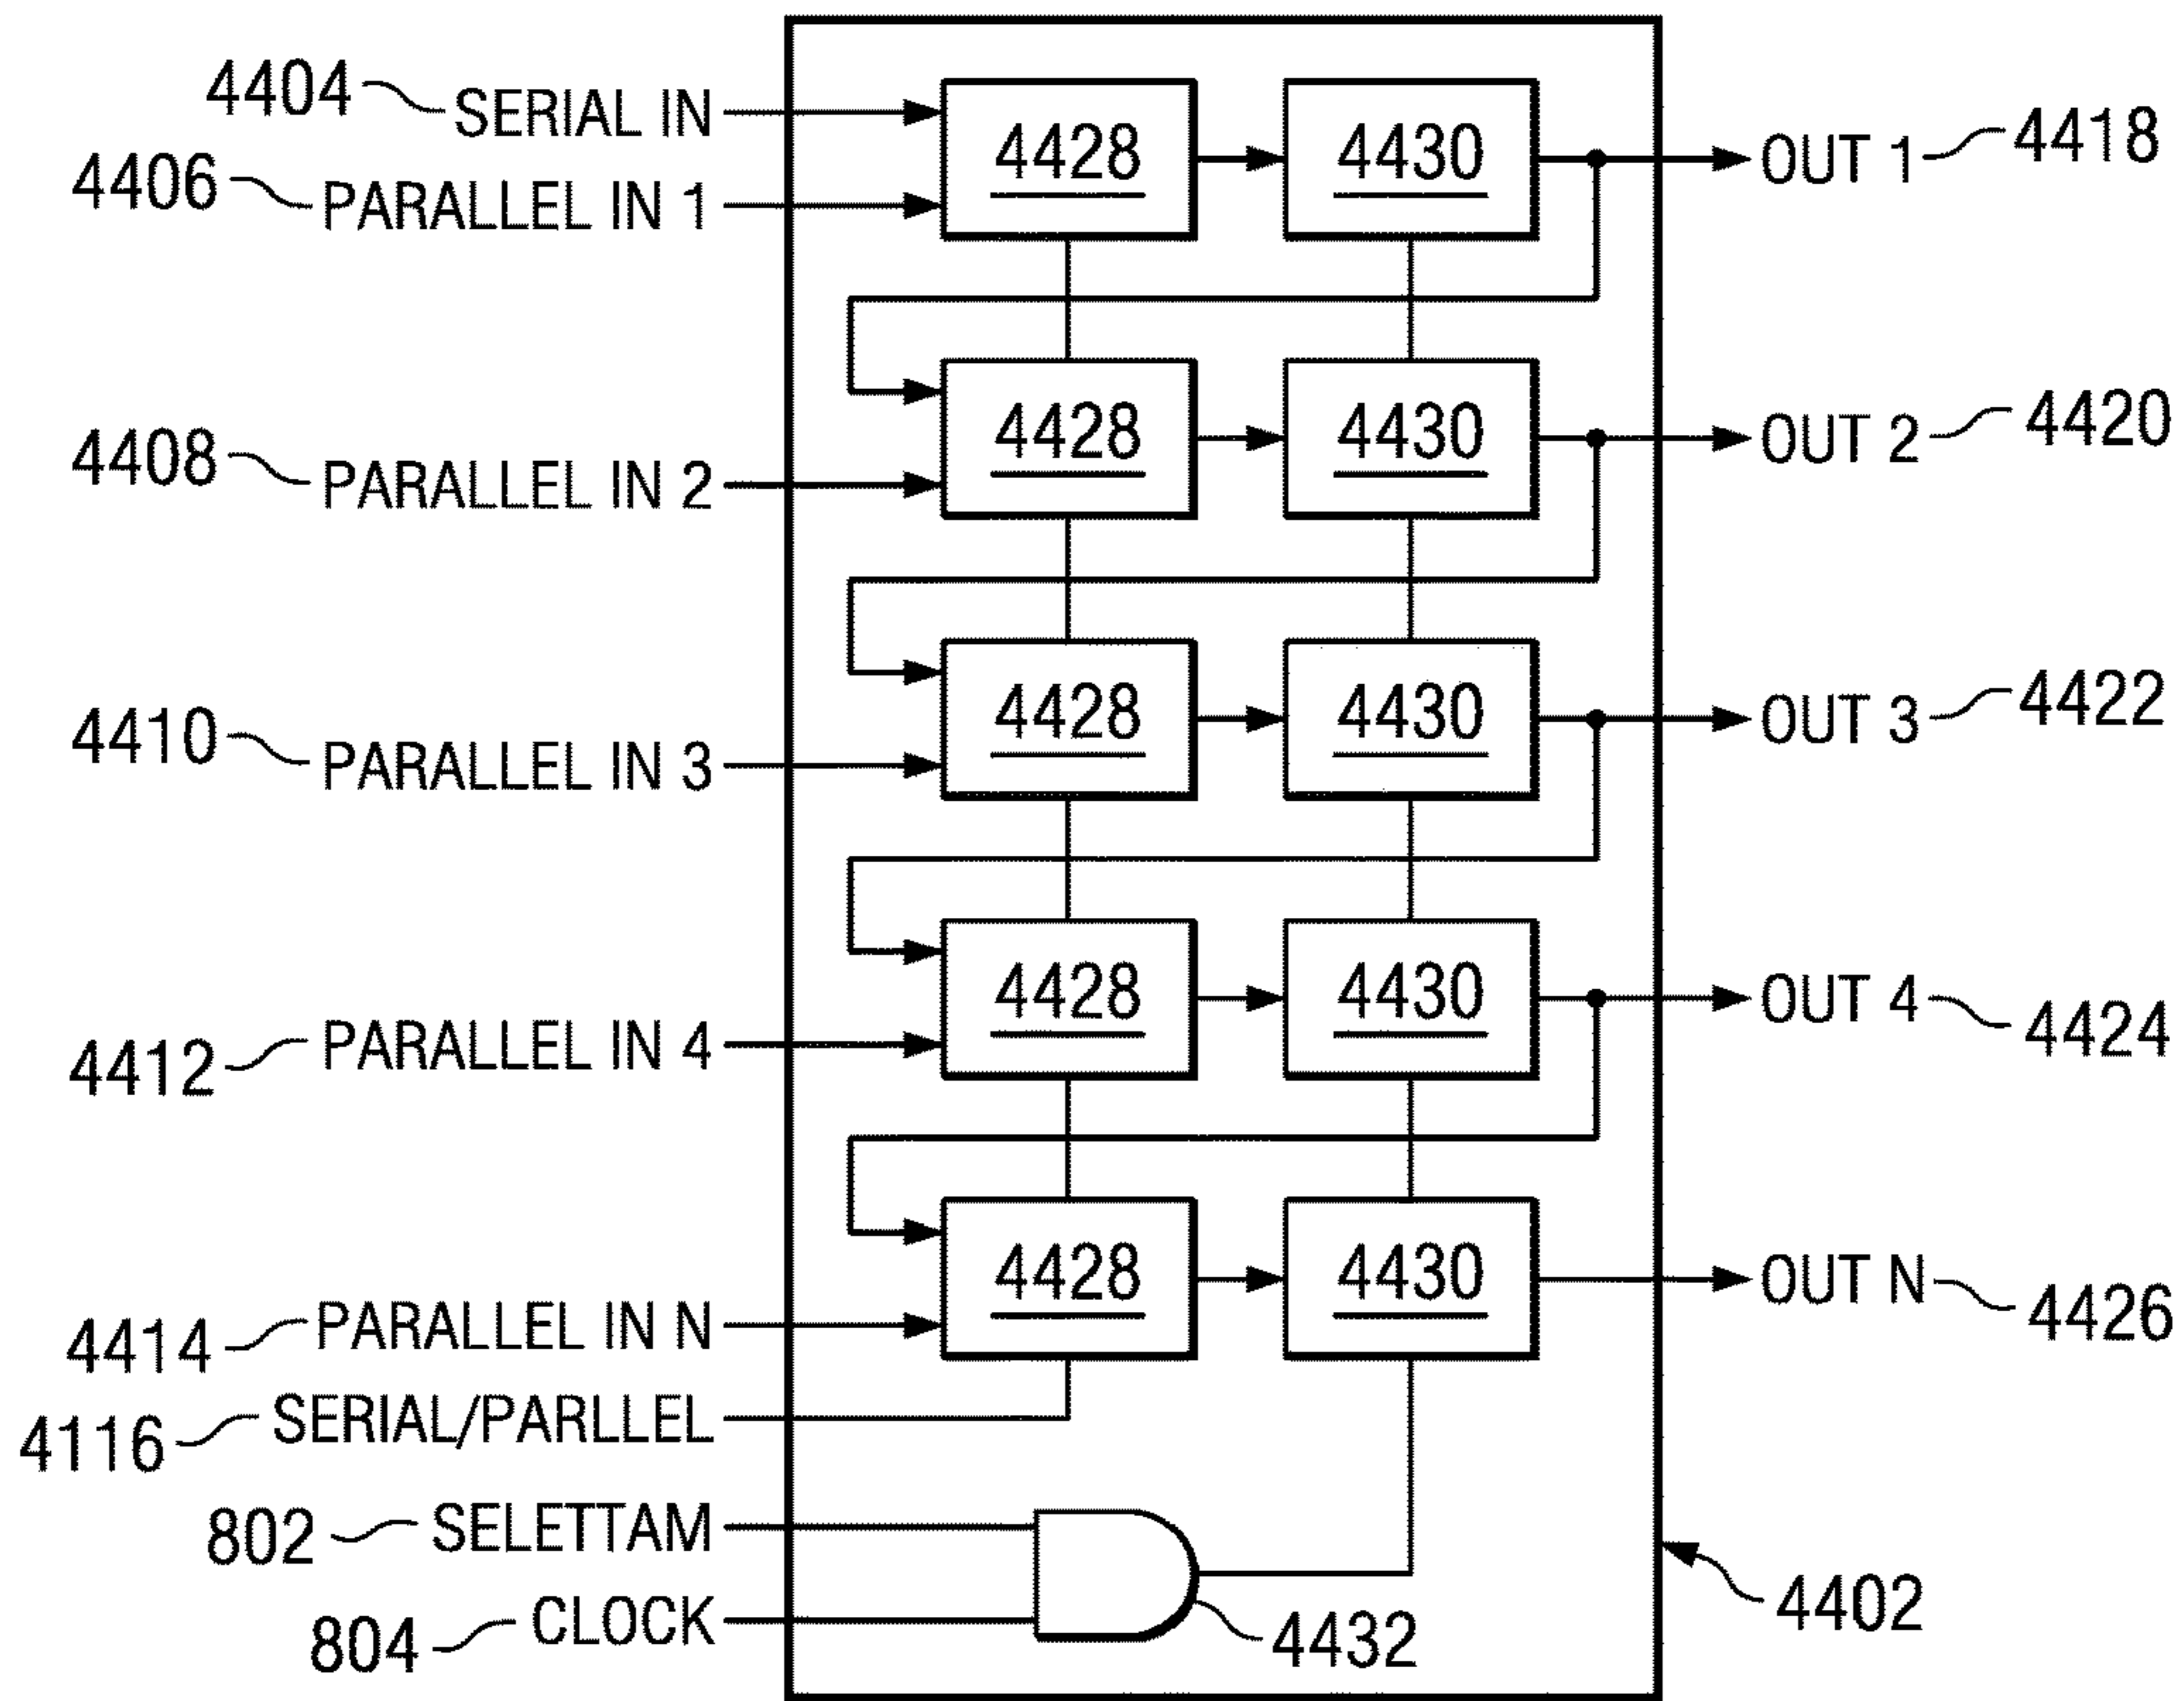 4404 SERIAL IN 4428 4430 OUT 1 4418
4406 PARALLEL IN 1
4408 PARALLEL IN 2 4428 4430 OUT 2 4420
4410 PARALLEL IN 3 4428 4430 OUT 3 4422
4412 PARALLEL IN 4 4428 4430 OUT 4 4424
4414 PARALLEL IN N 4428 4430 OUT N 4426
4116 SERIAL/PARLLEL
802 SELETTAM
804 CLOCK 4432 4402